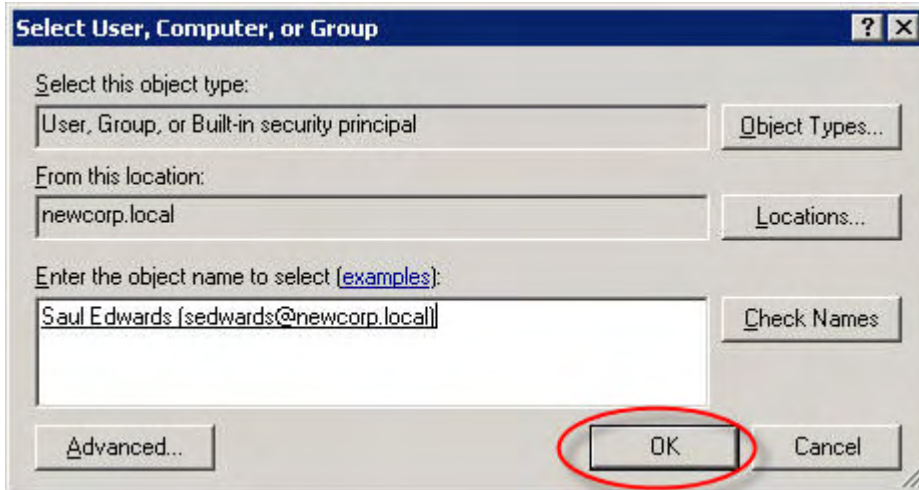 Select User, Computer, or Group
Select this object type:
User, Group, or Built-in security principal
Object Types...
From this location:
newcorp.local
Locations...
Enter the object name to select (examples):
Saul Edwards (sedwards@newcorp.local)
Check Names
Advanced...
OK
Cancel